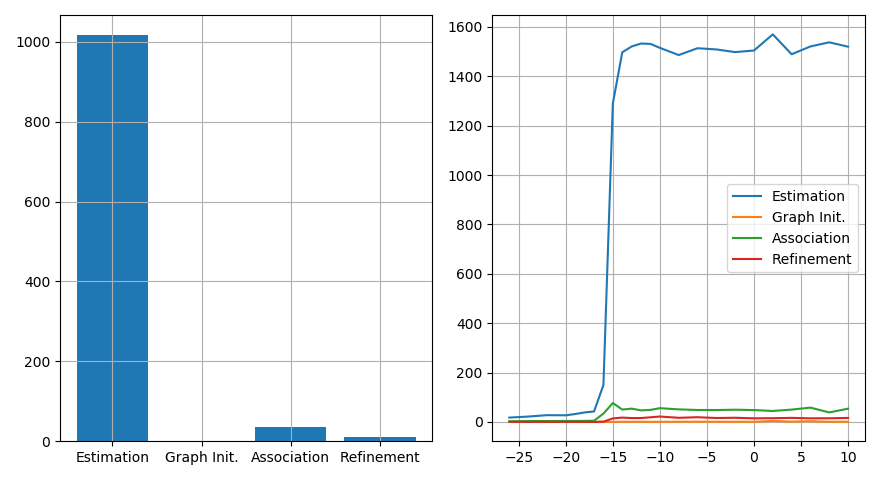 1000
800
600
400
200
0
Estimation Graph Init. Association Refinement
1600
1400
1200
1000
800
600
400
200
0
−25 −20 −15 −10 −5 0 5 10
Estimation
Graph Init.
Association
Refinement